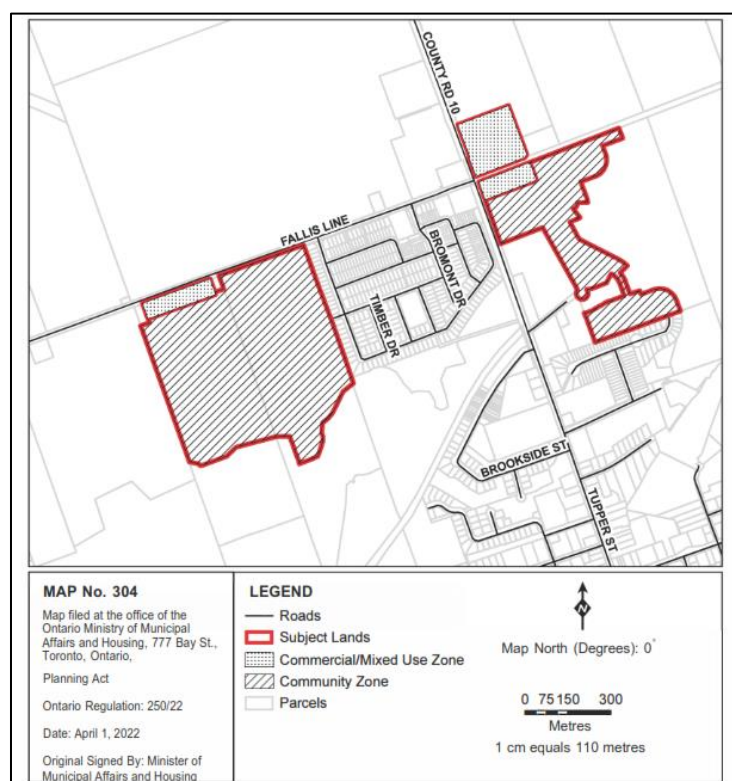 COUNTY RD 10
FALLIS LINE
BROMONT DR
TIMBER DR
BROOKSIDE ST
TUPPER ST
MAP No. 304
Map filed at the office of the
Ontario Ministry of Municipal
Affairs and Housing, 777 Bay St.,
Toronto, Ontario,
Planning Act
Ontario Regulation: 250/22
Date: April 1, 2022
Original Signed By: Minister of
Municipal Affairs and Housing
LEGEND
Roads
Subject Lands
Commercial/Mixed Use Zone
Community Zone
Parcels
N
Map North (Degrees): 0°
0 75 150 300
Metres
1 cm equals 110 metres